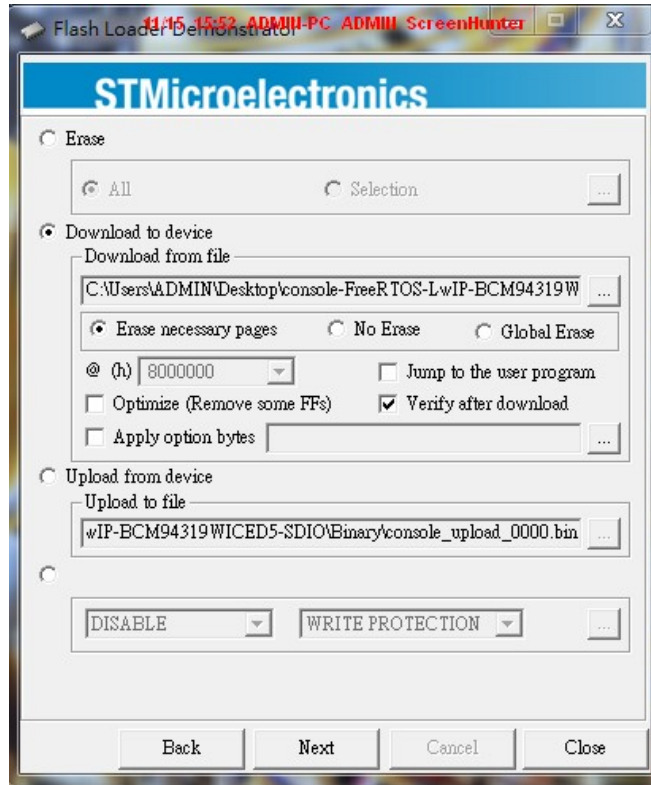 Flash Loader Demonstrator
11/15 15:52 ADMIN-PC ADMIN ScreenHunter
STMicroelectronics
Erase
All Selection ...
Download to device
Download from file
C:\Users\ADMIN\Desktop\console-FreeRTOS-LwIP-BCM94319W ...
Erase necessary pages No Erase Global Erase
@ (h) 8000000 Jump to the user program
Optimize (Remove some FFs) Verify after download
Apply option bytes ...
Upload from device
Upload to file
wIP-BCM94319WICED5-SDIO\Binary\console_upload_0000.bin ...
DISABLE WRITE PROTECTION ...
Back Next Cancel Close